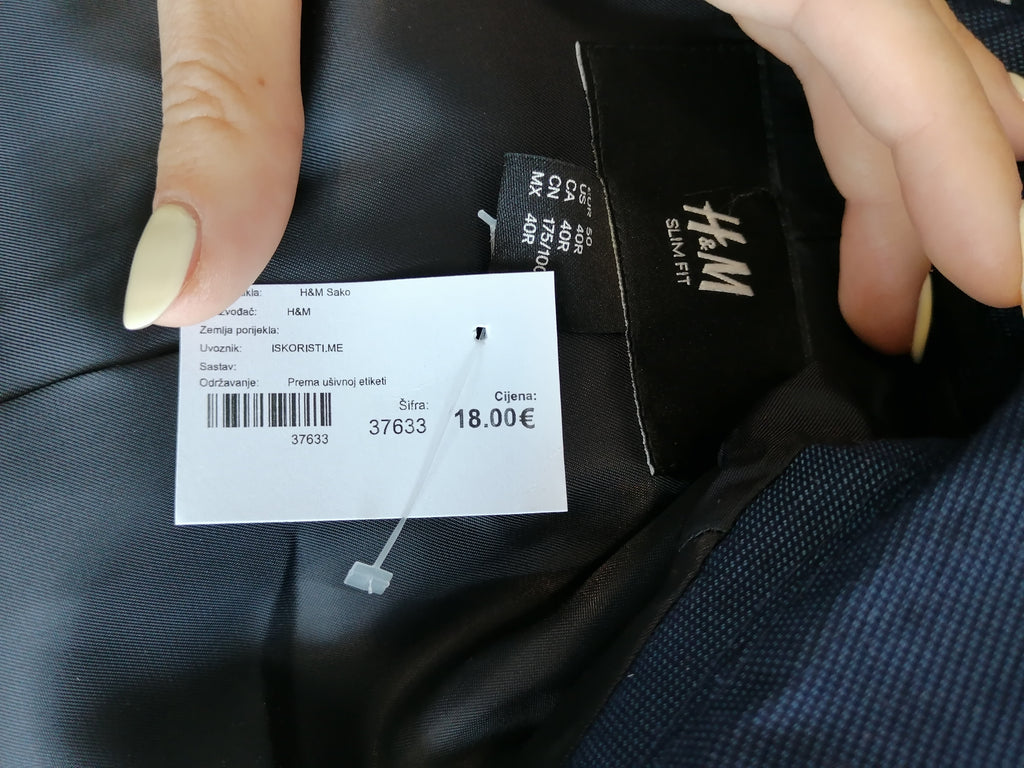 H&M Sako
H&M
Zemlja porijekla:
Uvoznik: ISKORISTI.ME
Sastav:
Održavanje: Prema ušivnoj etiketi
37633
Šifra:
37633
Cijena:
18.00€
50
US 40R
CA 40R
CN 175/100
MX 40R
H&M
SLIM FIT